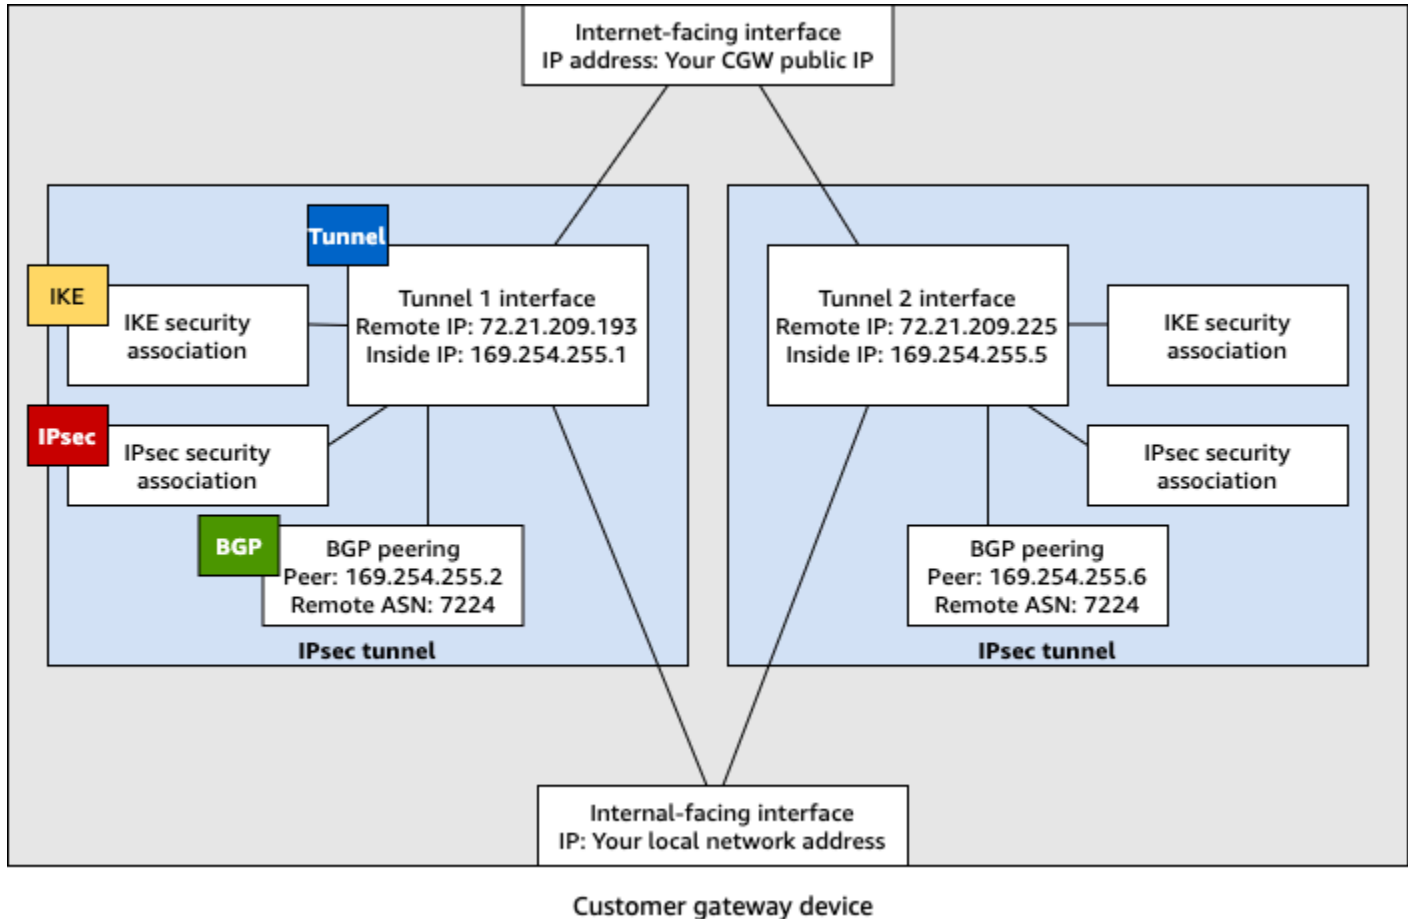 Internet-facing interface
IP address: Your CGW public IP
Tunnel
Tunnel 1 interface
Remote IP: 72.21.209.193
Inside IP: 169.254.255.1
IKE
IKE security
association
IPsec
IPsec security
association
BGP
BGP peering
Peer: 169.254.255.2
Remote ASN: 7224
IPsec tunnel
Tunnel 2 interface
Remote IP: 72.21.209.225
Inside IP: 169.254.255.5
IKE security
association
IPsec security
association
BGP peering
Peer: 169.254.255.6
Remote ASN: 7224
IPsec tunnel
Internal-facing interface
IP: Your local network address
Customer gateway device